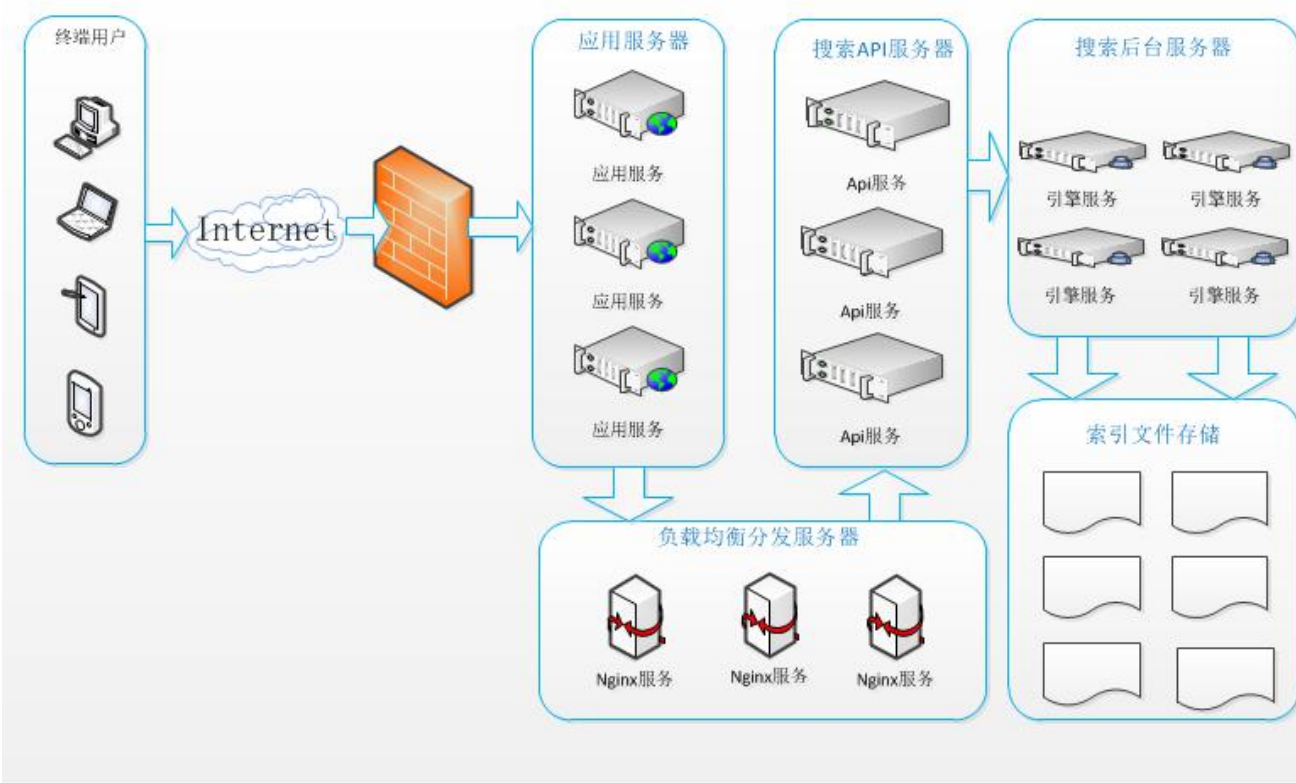 终端用户
Internet
应用服务器
应用服务
应用服务
应用服务
搜索API服务器
Api服务
Api服务
Api服务
搜索后台服务器
引擎服务
引擎服务
引擎服务
引擎服务
索引文件存储
负载均衡分发服务器
Nginx服务
Nginx服务
Nginx服务